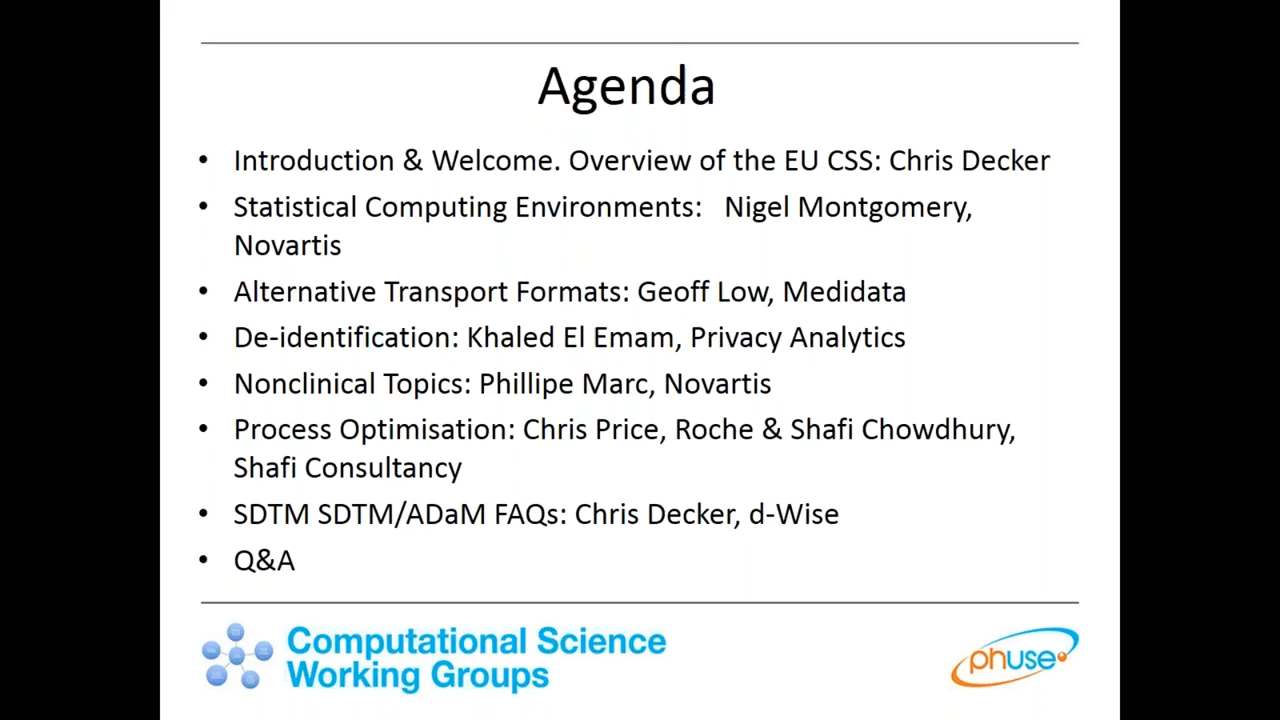 Agenda
• Introduction & Welcome. Overview of the EU CSS: Chris Decker
• Statistical Computing Environments: Nigel Montgomery,
Novartis
• Alternative Transport Formats: Geoff Low, Medidata
• De-identification: Khaled El Emam, Privacy Analytics
• Nonclinical Topics: Phillipe Marc, Novartis
• Process Optimisation: Chris Price, Roche & Shafi Chowdhury,
Shafi Consultancy
• SDTM SDTM/ADaM FAQs: Chris Decker, d-Wise
• Q&A
Computational Science
Working Groups
phuse